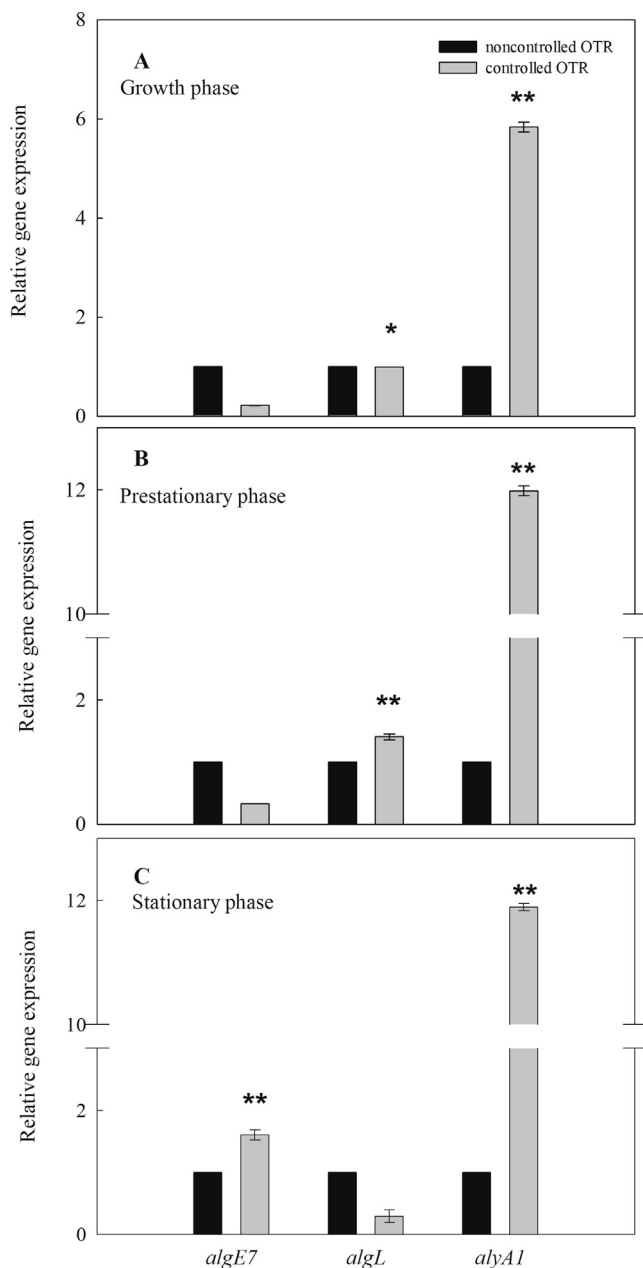 8
A
Growth phase
noncontrolled OTR
controlled OTR
**
6
Relative gene expression
4
2
*
0
B
Prestationary phase
**
12
Relative gene expression
10
2
**
0
C
Stationary phase
**
12
Relative gene expression
10
2
**
0
algE7 algL alyA1